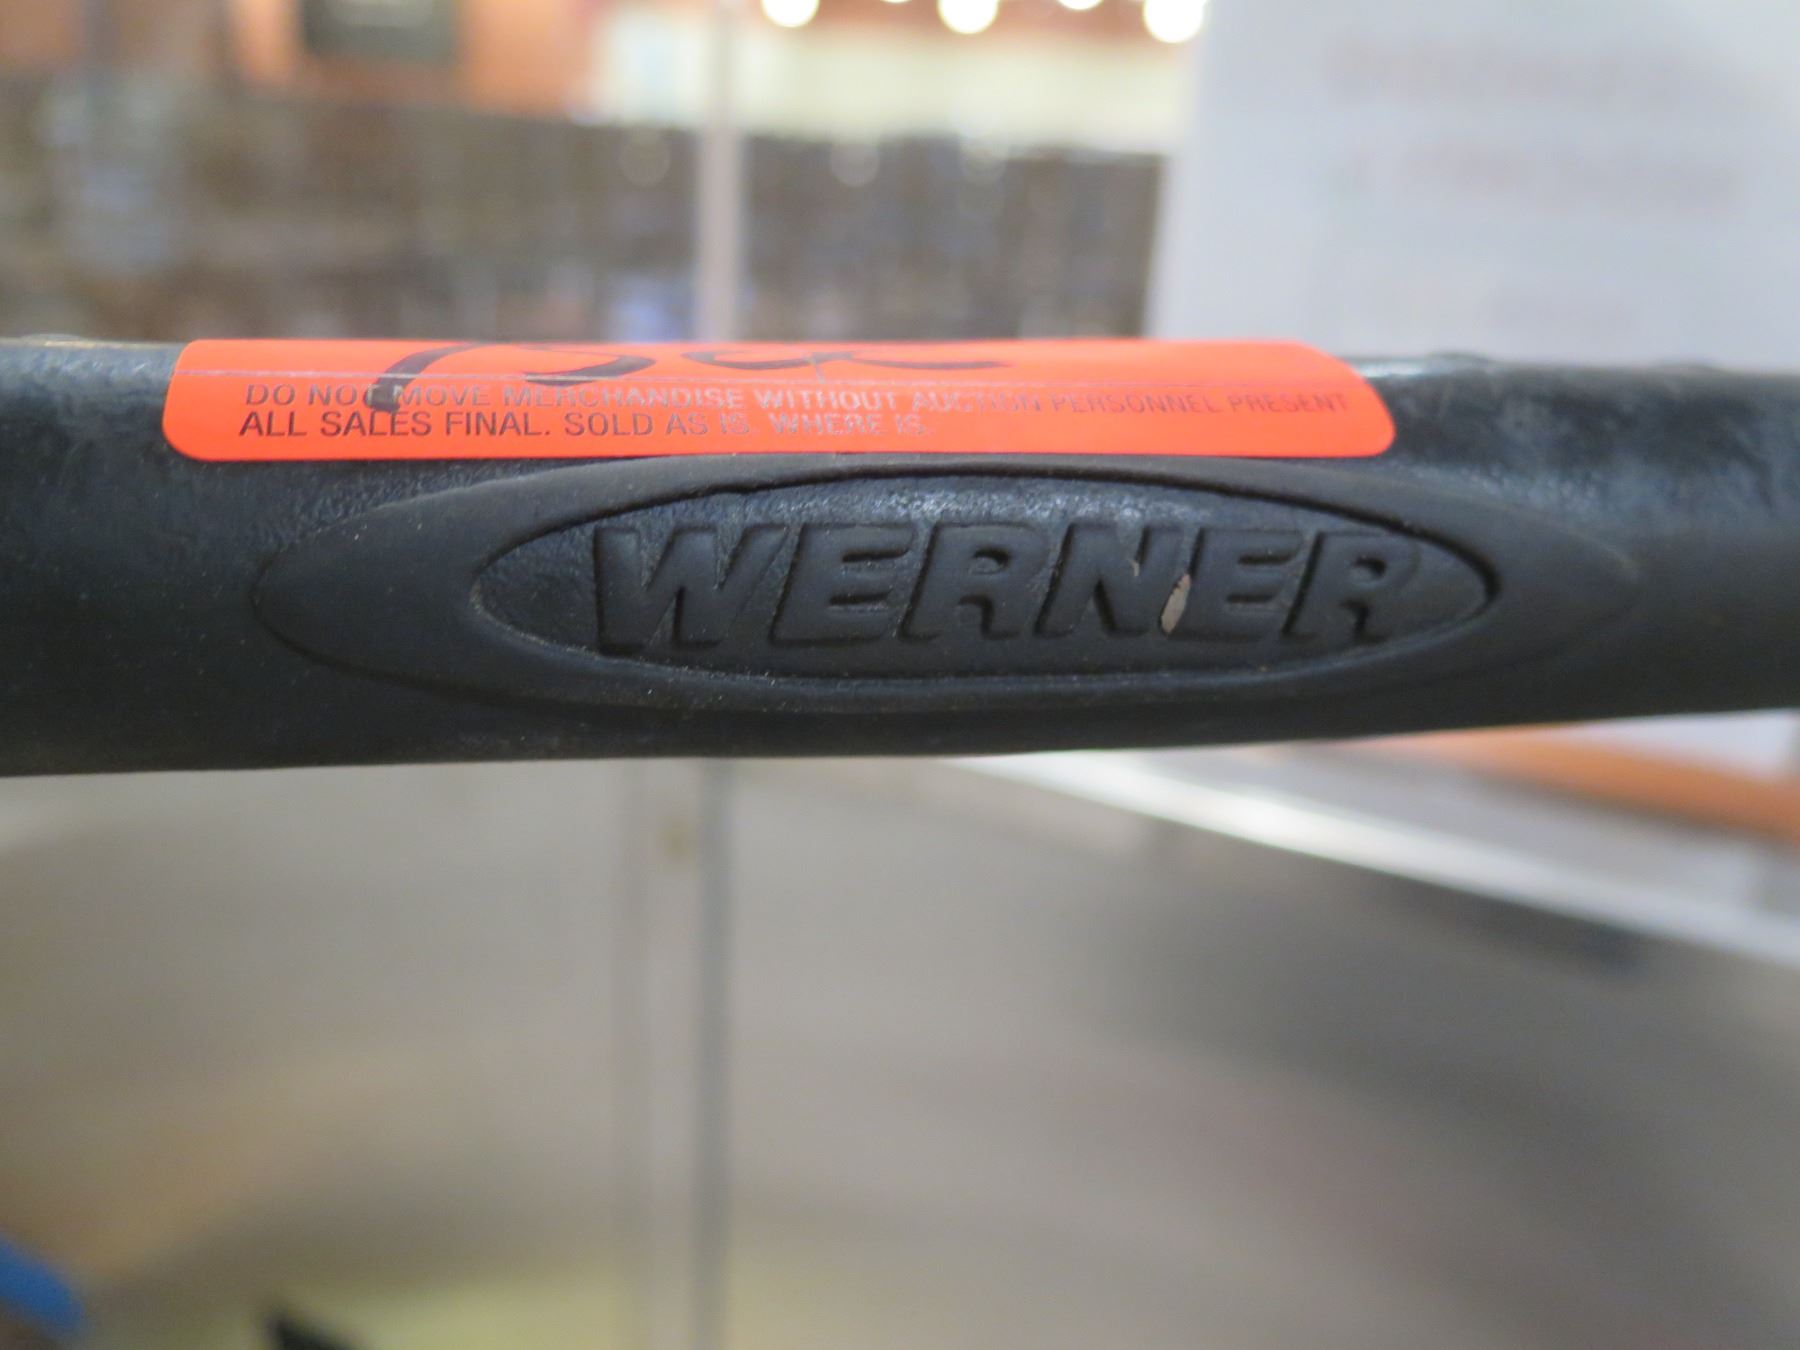 DO NOT MOVE MERCHANDISE WITHOUT AUCTION PERSONNEL PRESENT
ALL SALES FINAL. SOLD AS IS. WHERE IS.
WERNER